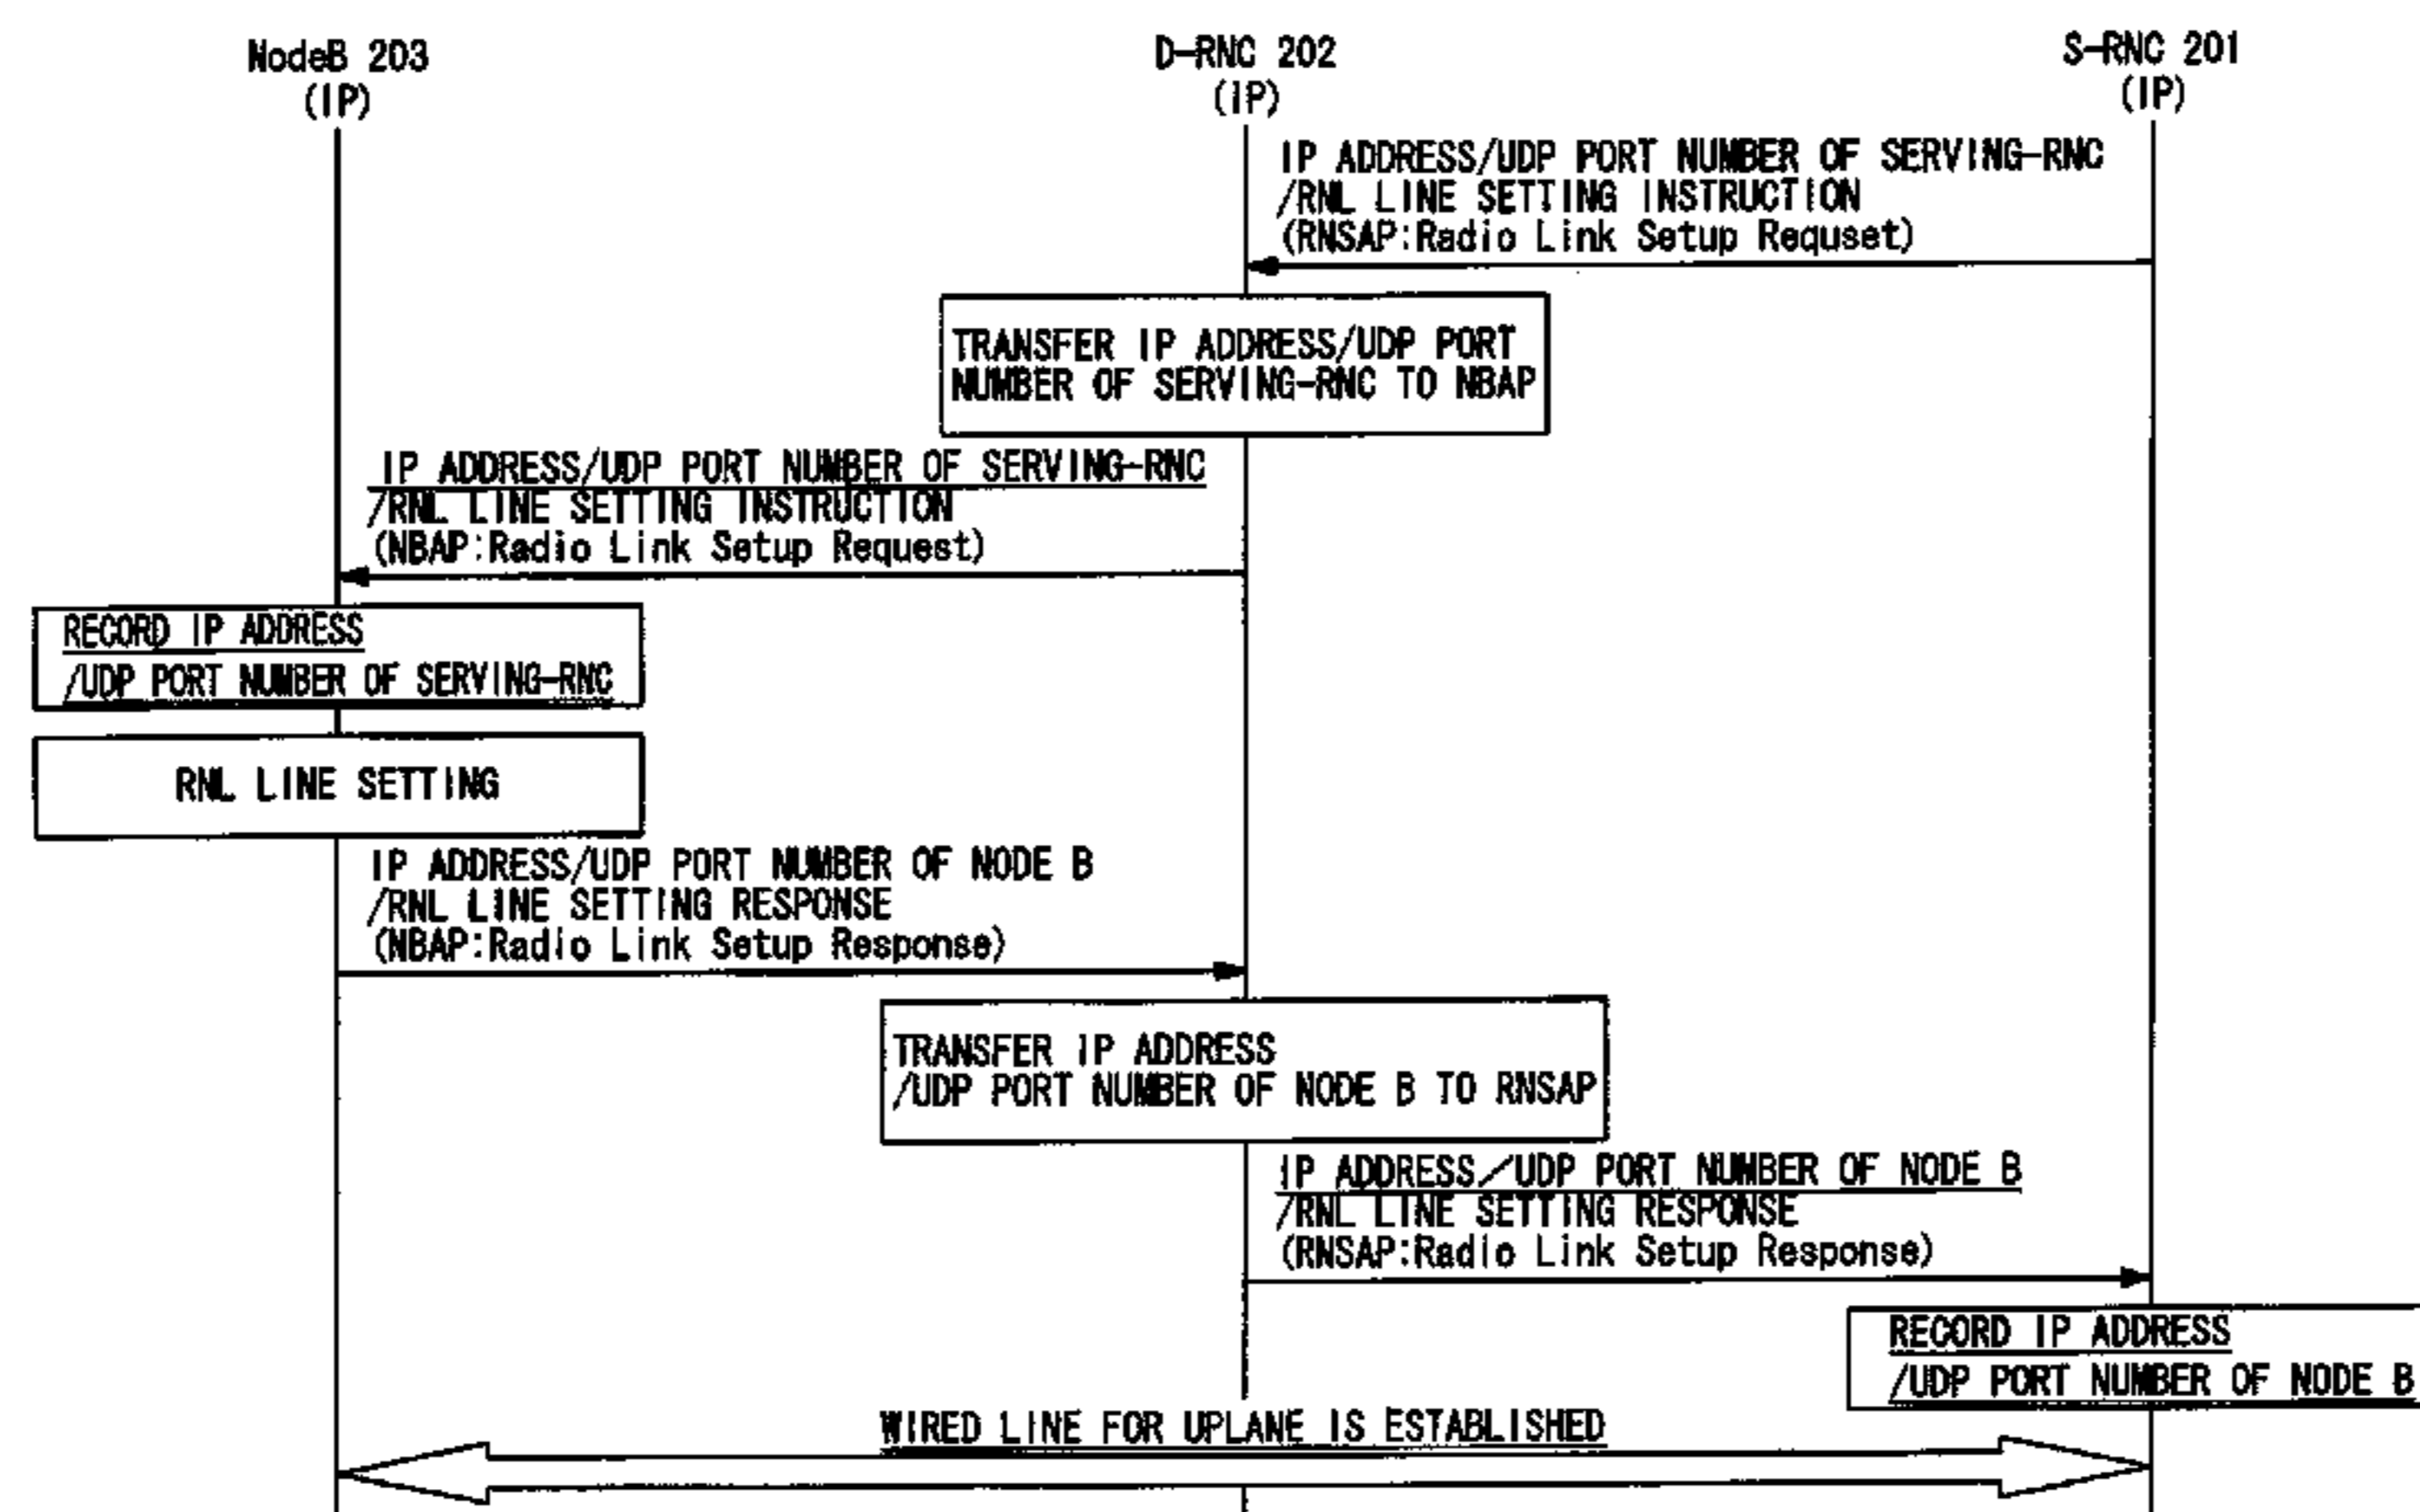 NodeB 203
(IP)
D-RNC 202
(IP)
S-RNC 201
(IP)
IP ADDRESS/UDP PORT NUMBER OF SERVING-RNC
/RNL LINE SETTING INSTRUCTION
(RNSAP:Radio Link Setup Requset)
TRANSFER IP ADDRESS/UDP PORT
NUMBER OF SERVING-RNC TO NBAP
IP ADDRESS/UDP PORT NUMBER OF SERVING-RNC
/RNL LINE SETTING INSTRUCTION
(NBAP:Radio Link Setup Request)
RECORD IP ADDRESS
/UDP PORT NUMBER OF SERVING-RNC
RNL LINE SETTING
IP ADDRESS/UDP PORT NUMBER OF NODE B
/RNL LINE SETTING RESPONSE
(NBAP:Radio Link Setup Response)
TRANSFER IP ADDRESS
/UDP PORT NUMBER OF NODE B TO RNSAP
IP ADDRESS/UDP PORT NUMBER OF NODE B
/RNL LINE SETTING RESPONSE
(RNSAP:Radio Link Setup Response)
RECORD IP ADDRESS
/UDP PORT NUMBER OF NODE B
WIRED LINE FOR UPLANE IS ESTABLISHED